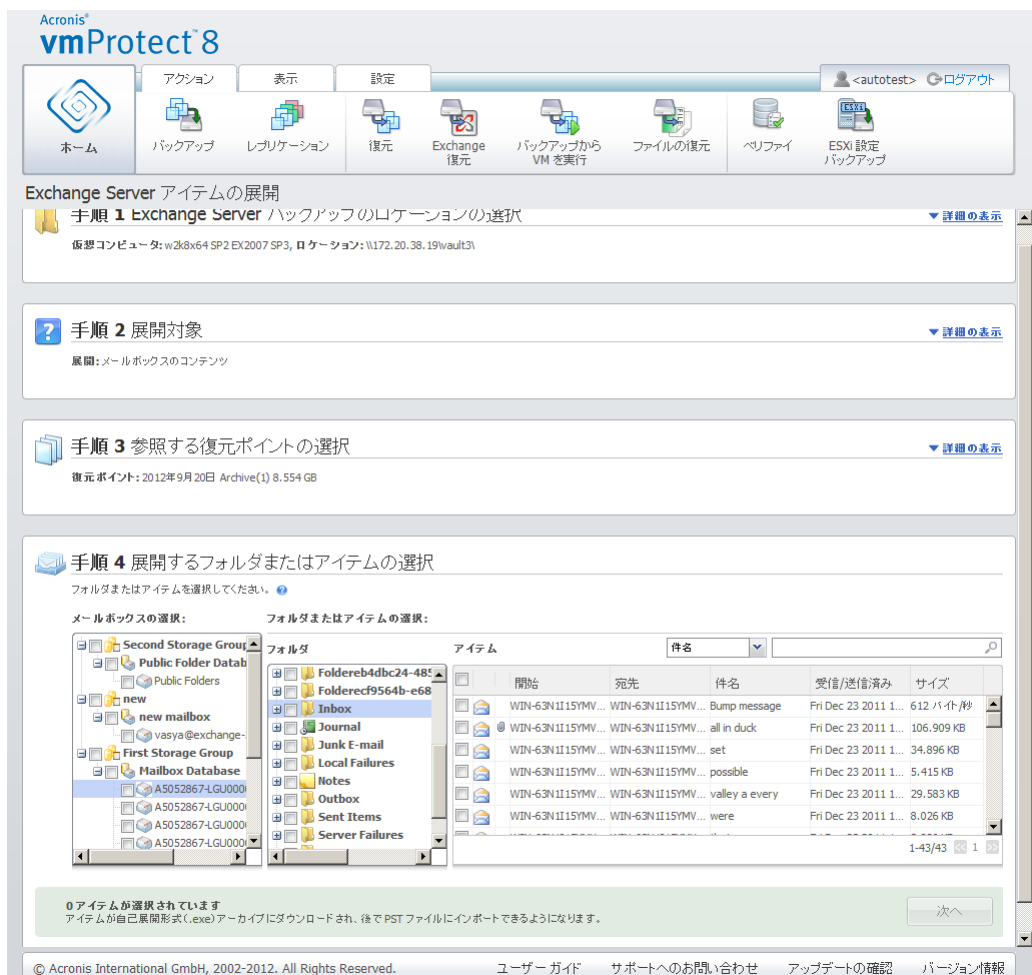 Acronis®
vmProtect™8
アクション
表示
設定
<autotest> ログアウト
ホーム
バックアップ
レプリケーション
復元
Exchange
復元
バックアップから
VM を実行
ファイルの復元
ベリファイ
ESXi 設定
バックアップ
Exchange Server アイテムの展開
手順 1 Exchange Server バックアップのロケーションの選択
▼ 詳細の表示
仮想コンピュータ: w2k8x64 SP2 EX2007 SP3, ロケーション: \\172.20.38.19\vault3\
手順 2 展開対象
▼ 詳細の表示
展開: メールボックスのコンテンツ
手順 3 参照する復元ポイントの選択
▼ 詳細の表示
復元ポイント: 2012年9月20日 Archive(1) 8.554 GB
手順 4 展開するフォルダまたはアイテムの選択
フォルダまたはアイテムを選択してください。
メールボックスの選択:
Second Storage Group
Public Folder Datab
Public Folders
new
new mailbox
vasya@exchange-
First Storage Group
Mailbox Database
A5052867-LGU000
A5052867-LGU000
A5052867-LGU000
A5052867-LGU000
フォルダまたはアイテムの選択:
フォルダ
Foldereb4dbc24-485
Folderecf9564b-e68
Inbox
Journal
Junk E-mail
Local Failures
Notes
Outbox
Sent Items
Server Failures
アイテム
件名
開始 宛先 件名 受信/送信済み サイズ
WIN-63N1I15YMV... WIN-63N1I15YMV... Bump message Fri Dec 23 2011 1... 612 バイト/秒
WIN-63N1I15YMV... WIN-63N1I15YMV... all in duck Fri Dec 23 2011 1... 106.909 KB
WIN-63N1I15YMV... WIN-63N1I15YMV... set Fri Dec 23 2011 1... 34.896 KB
WIN-63N1I15YMV... WIN-63N1I15YMV... possible Fri Dec 23 2011 1... 5.415 KB
WIN-63N1I15YMV... WIN-63N1I15YMV... valley a every Fri Dec 23 2011 1... 29.583 KB
WIN-63N1I15YMV... WIN-63N1I15YMV... were Fri Dec 23 2011 1... 8.026 KB
1-43/43 << 1 >>
0 アイテムが選択されています
アイテムが自己展開形式(.exe)アーカイブにダウンロードされ、後で PST ファイルにインポートできるようになります。
次へ
© Acronis International GmbH, 2002-2012. All Rights Reserved.
ユーザー ガイド サポートへのお問い合わせ アップデートの確認 バージョン情報